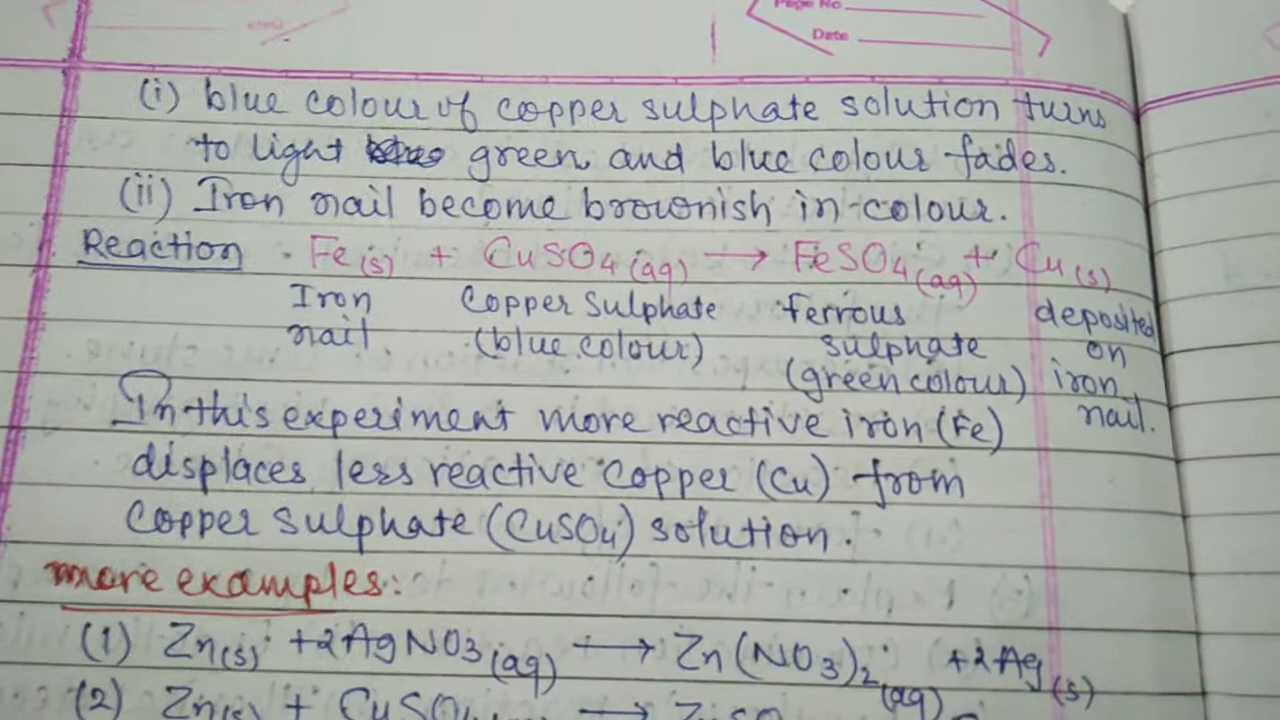 Page No
Date
(i) blue colour of copper sulphate solution turns
to light green and blue colour fades.
(ii) Iron nail become brownish in colour.
Reaction . Fe(s) + CuSO4(aq) → FeSO4(aq) + Cu(s)
Iron Copper Sulphate ferrous deposited
nail (blue colour) sulphate on
(green colour) iron
nail.
In this experiment more reactive iron (Fe)
displaces less reactive copper (Cu) from
copper sulphate (CuSO4) solution.
more examples:
(1) Zn(s) +2AgNO3(aq) → Zn(NO3)2(aq) +2Ag(s)
(2) Zn(s) + CuSO4 →